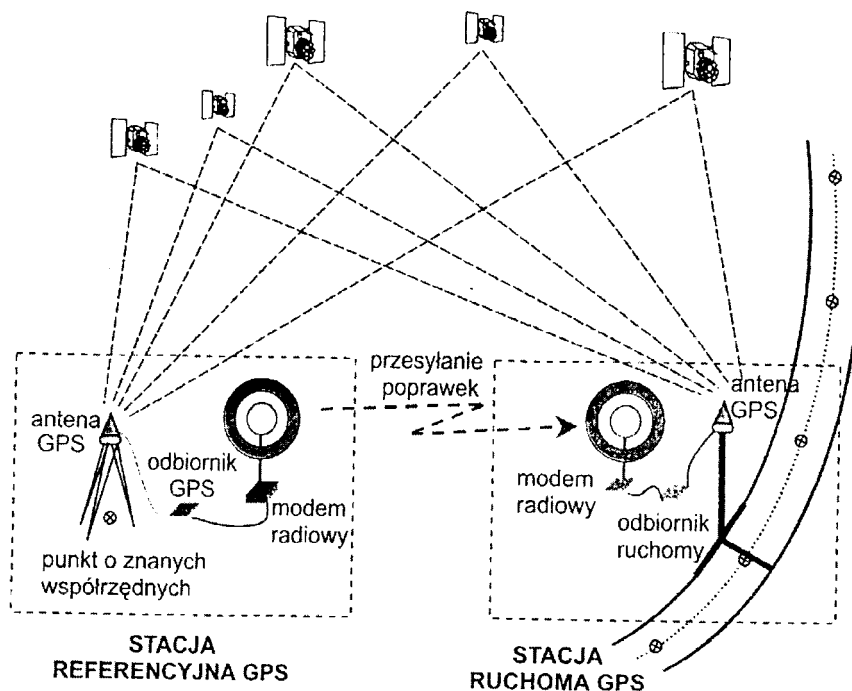 przesyłanie
poprawek
antena
GPS
odbiornik
GPS
modem
radiowy
punkt o znanych
współrzędnych
antena
GPS
modem
radiowy
odbiornik
ruchomy
STACJA
REFERENCYJNA GPS
STACJA
RUCHOMA GPS